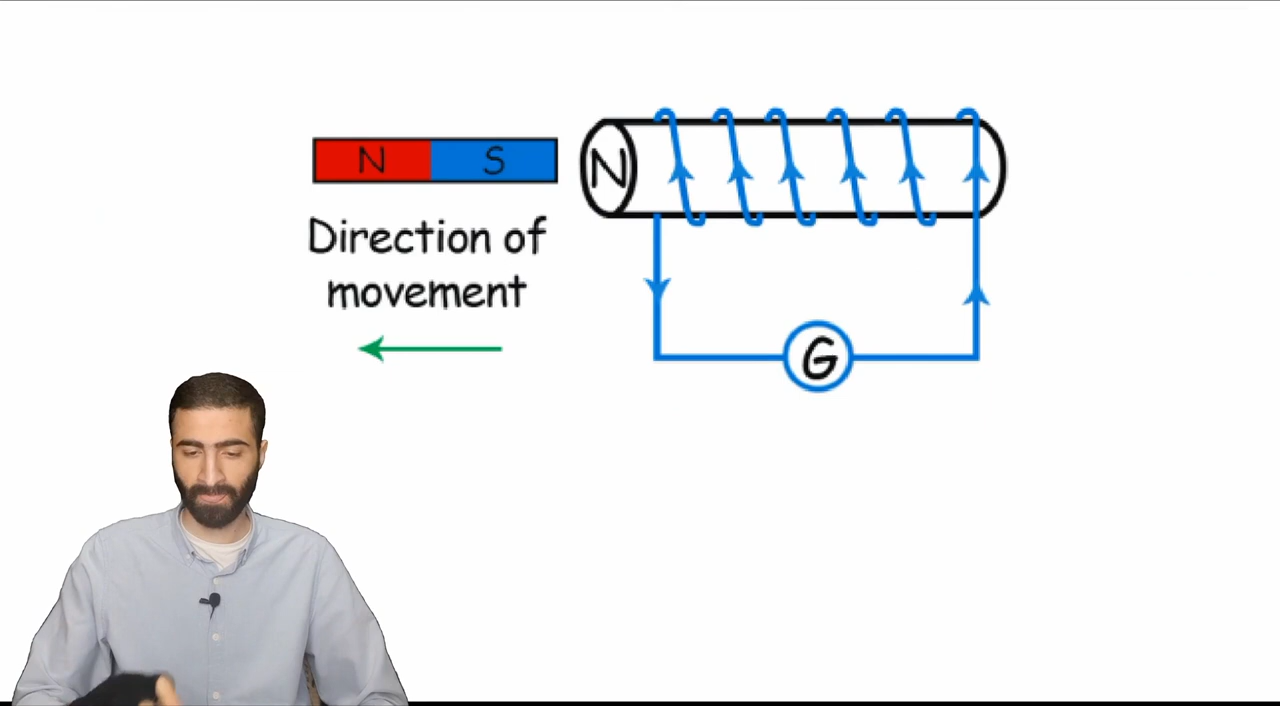 N S
N
Direction of
movement
G